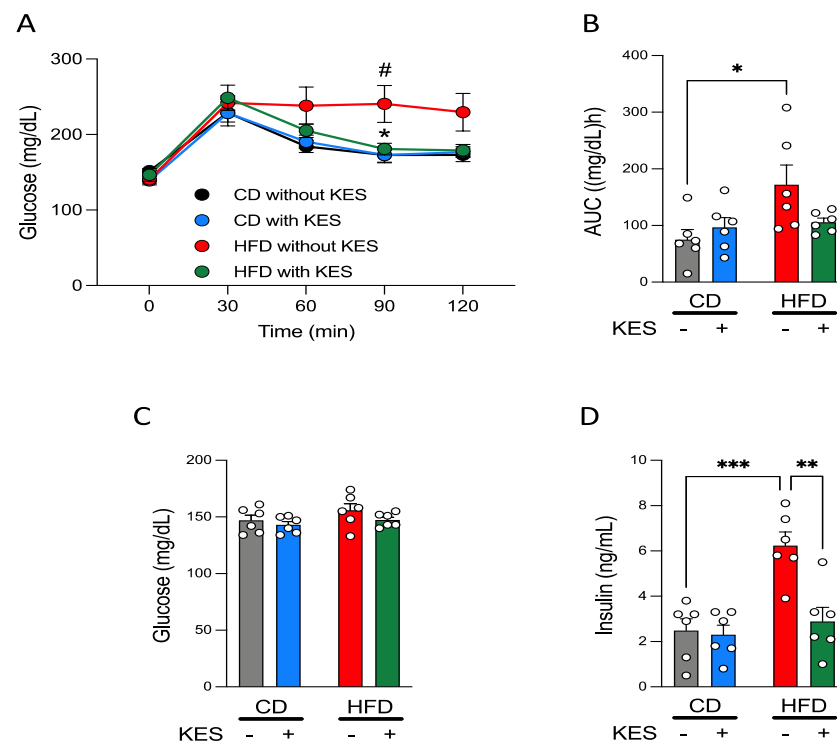 A
Glucose (mg/dL)
300
200
100
0
#
*
CD without KES
CD with KES
HFD without KES
HFD with KES
0 30 60 90 120
Time (min)
B
AUC ((mg/dL)h)
400
300
200
100
0
*
CD HFD
KES - + - +
C
Glucose (mg/dL)
200
150
100
50
0
CD HFD
KES - + - +
D
Insulin (ng/mL)
10
8
6
4
2
0
*** **
CD HFD
KES - + - +